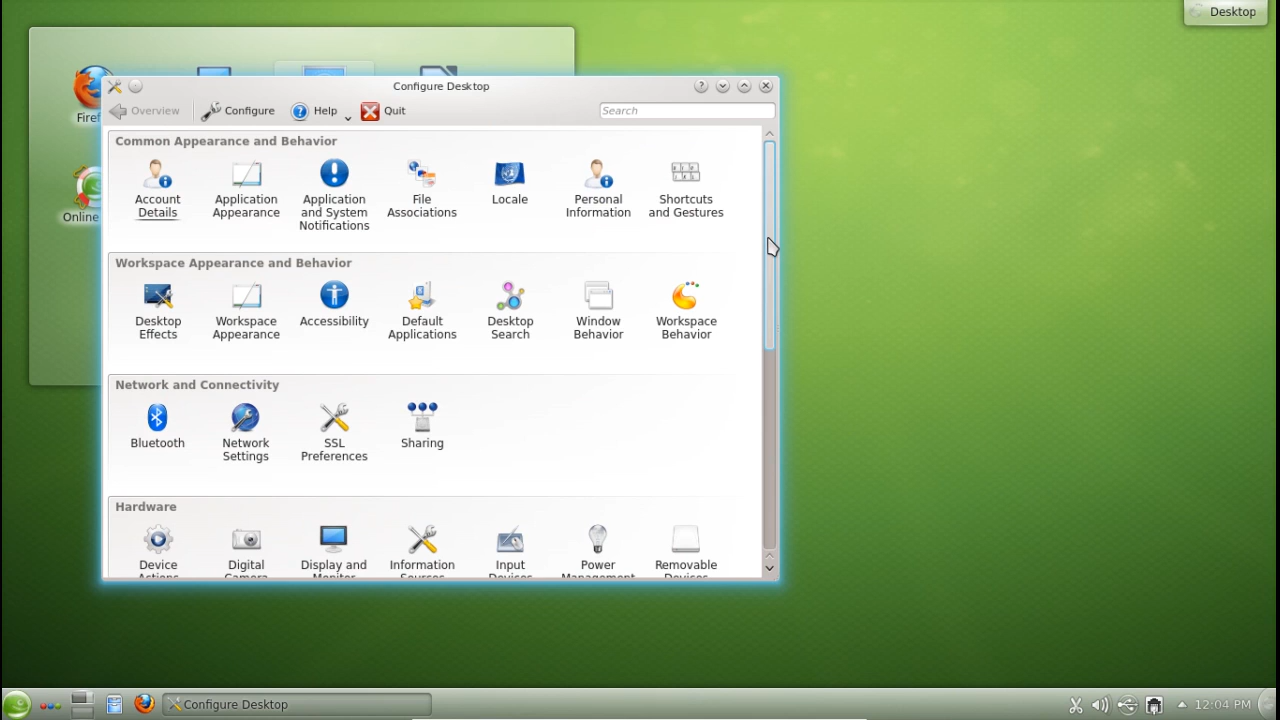 Desktop
Configure Desktop
Overview
Configure
Help
Quit
Search
Firef
Online
Common Appearance and Behavior
Account
Details
Application
Appearance
Application
and System
Notifications
File
Associations
Locale
Personal
Information
Shortcuts
and Gestures
Workspace Appearance and Behavior
Desktop
Effects
Workspace
Appearance
Accessibility
Default
Applications
Desktop
Search
Window
Behavior
Workspace
Behavior
Network and Connectivity
Bluetooth
Network
Settings
SSL
Preferences
Sharing
Hardware
Device
Actions
Digital
Camera
Display and
Monitor
Information
Sources
Input
Devices
Power
Management
Removable
Devices
Configure Desktop
12:04 PM